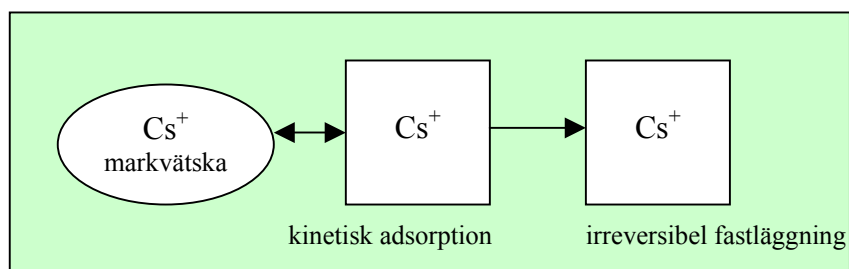 Cs⁺
markvätska
Cs⁺
kinetisk adsorption
Cs⁺
irreversibel fastläggning